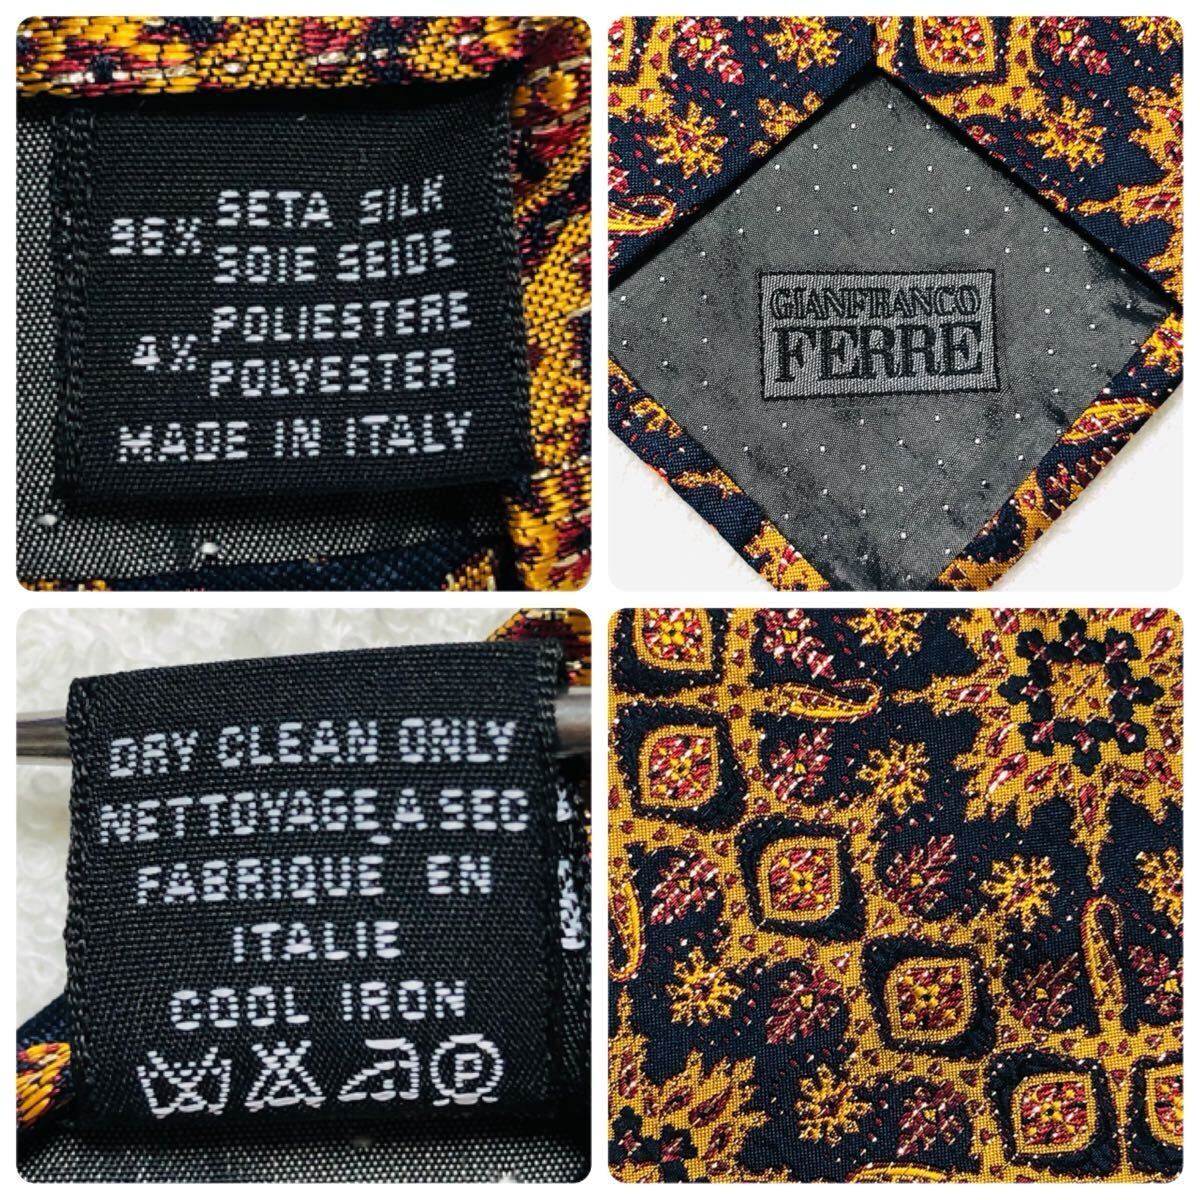 96% SETA SILK
SOIE SEIDE
4% POLIESTERE
POLYESTER
MADE IN ITALY
GIANFRANCO
FERRE
DRY CLEAN ONLY
NETTOYAGE A SEC
FABRIQUE EN
ITALIE
COOL IRON
P